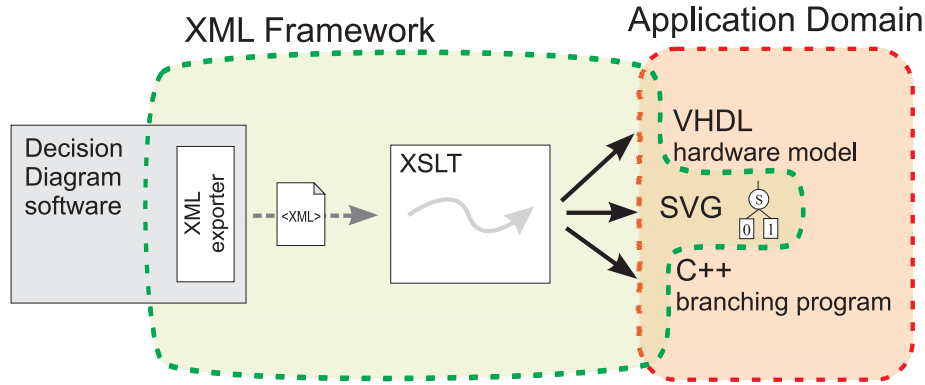 XML Framework
Application Domain
Decision
Diagram
software
XML
exporter
<XML>
XSLT
VHDL
hardware model
SVG
S
0 1
C++
branching program